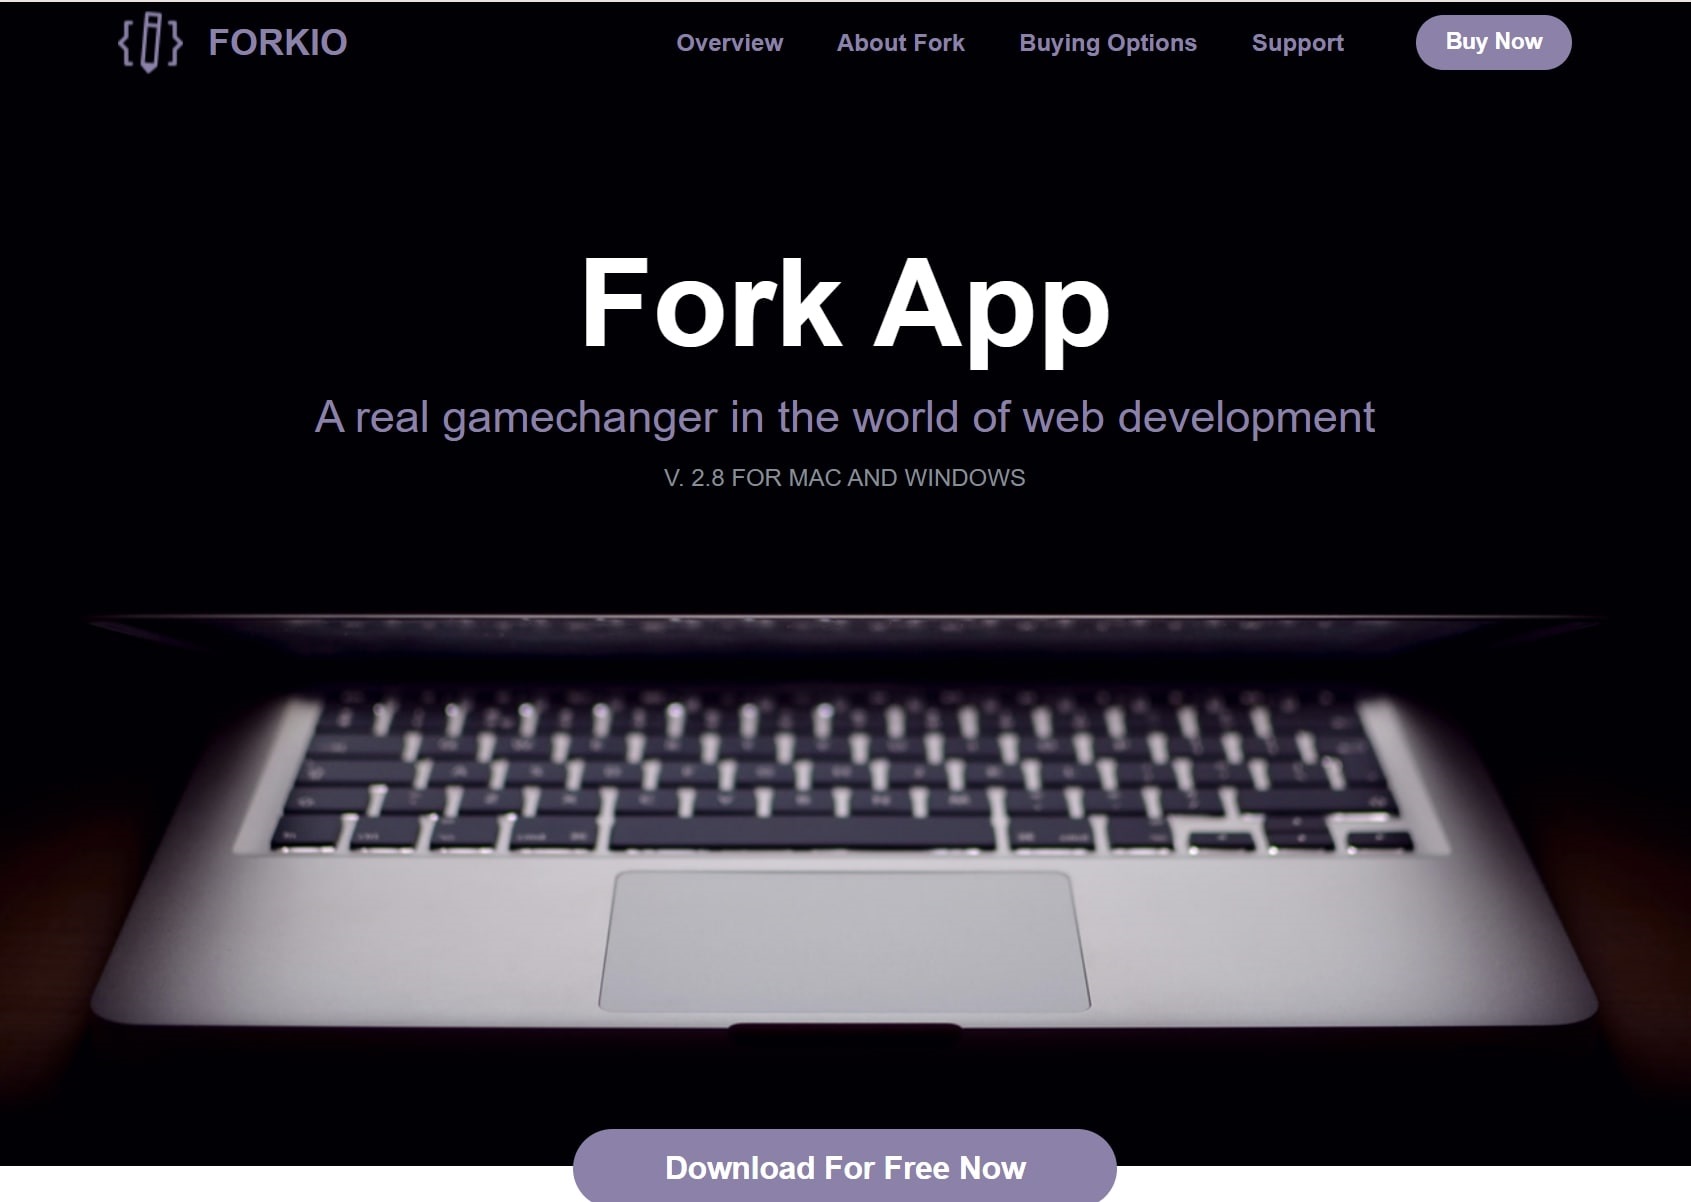 FORKIO
Overview
About Fork
Buying Options
Support
Buy Now
Fork App
A real gamechanger in the world of web development
V. 2.8 FOR MAC AND WINDOWS
Download For Free Now